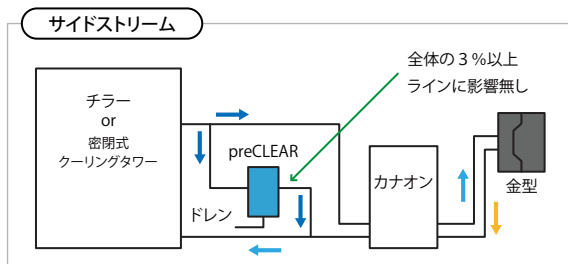 サイドストリーム
全体の3%以上
ラインに影響無し
チラー
or
密閉式
クーリングタワー
preCLEAR
カナオン
金型
ドレン